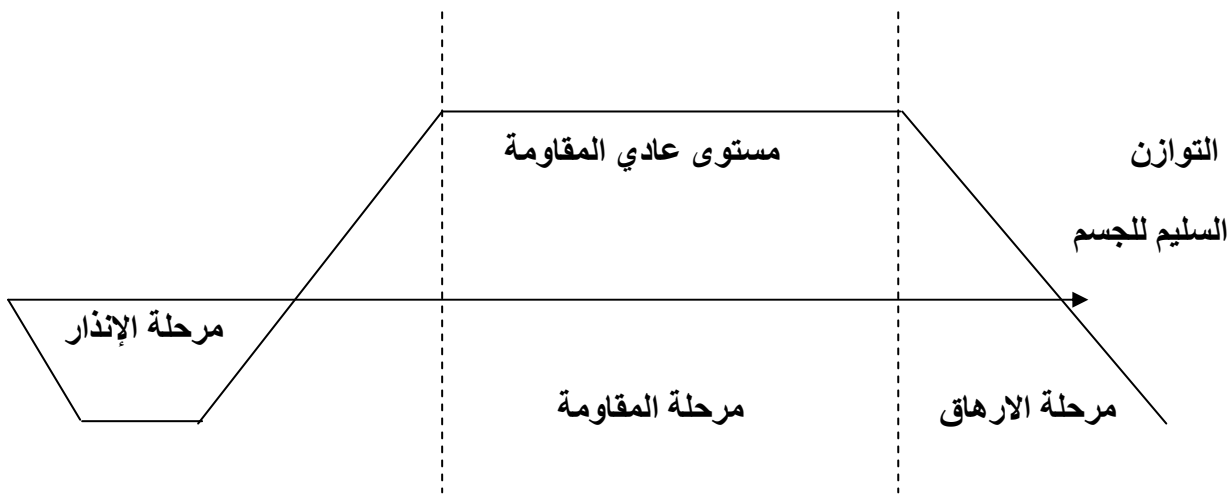 التوازن
مستوى عادي المقاومة
السليم للجسم
مرحلة الإنذار
مرحلة الارهاق
مرحلة المقاومة